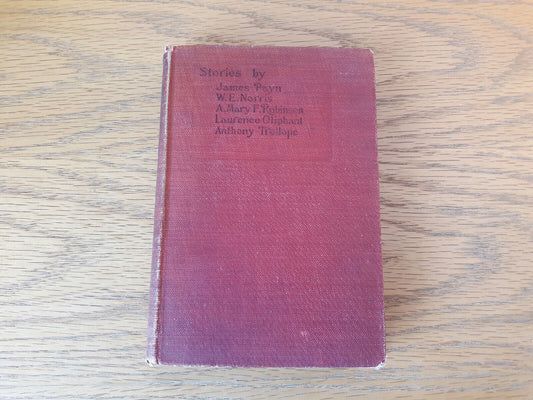 Stories by
James Payn
W. E. Norris
A. Mary F. Robinson
Laurence Oliphant
Anthony Trollope